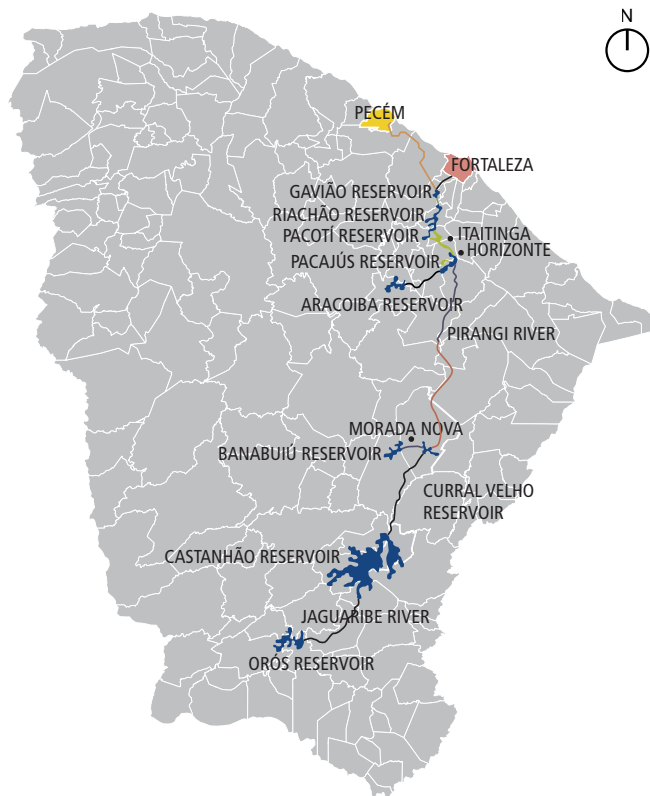 N
PECÉM
FORTALEZA
GAVIÃO RESERVOIR
RIACHÃO RESERVOIR
PACOTÍ RESERVOIR
ITAITINGA
HORIZONTE
PACAJÚS RESERVOIR
ARACOIBA RESERVOIR
PIRANGI RIVER
MORADA NOVA
BANABUIÚ RESERVOIR
CURRAL VELHO
RESERVOIR
CASTANHÃO RESERVOIR
JAGUARIBE RIVER
ORÓS RESERVOIR